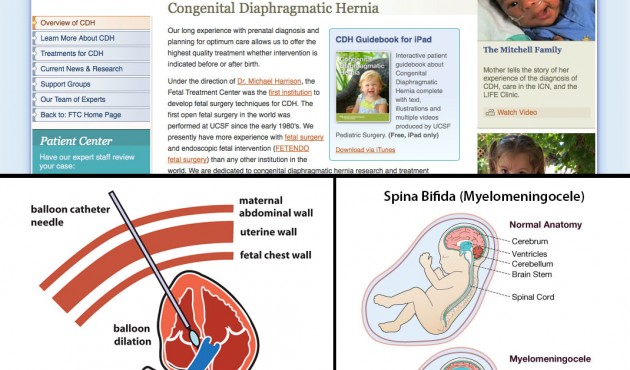 Overview of CDH
Learn More About CDH
Treatments for CDH
Current News & Research
Support Groups
Our Team of Experts
Back to: FTC Home Page
Patient Center
Have our expert staff review
your case:
Congenital Diaphragmatic Hernia
Our long experience with prenatal diagnosis and
planning for optimum care allows us to offer the
highest quality treatment whether intervention is
indicated before or after birth.
Under the direction of Dr. Michael Harrison, the
Fetal Treatment Center was the first institution to
develop fetal surgery techniques for CDH. The
first open fetal surgery in the world was
performed at UCSF since the early 1980's. We
presently have more experience with fetal surgery
and endoscopic fetal intervention (FETENDO
fetal surgery) than any other institution in the
world. We are dedicated to congenital diaphragmatic hernia research and treatment
CDH Guidebook for iPad
Congenital
Diaphragmatic
Hernia
Interactive patient
guidebook about
Congenital
Diaphragmatic
Hernia complete
with text,
illustrations and
multiple videos
produced by UCSF
Pediatric Surgery. (Free, iPad only)
Download via iTunes
The Mitchell Family
Mother tells the story of her
experience of the diagnosis of
CDH, care in the ICN, and the
LIFE Clinic.
Watch Video
balloon catheter
needle
maternal
abdominal wall
uterine wall
fetal chest wall
balloon
dilation
Spina Bifida (Myelomeningocele)
Normal Anatomy
Cerebrum
Ventricles
Cerebellum
Brain Stem
Spinal Cord
Myelomeningocele